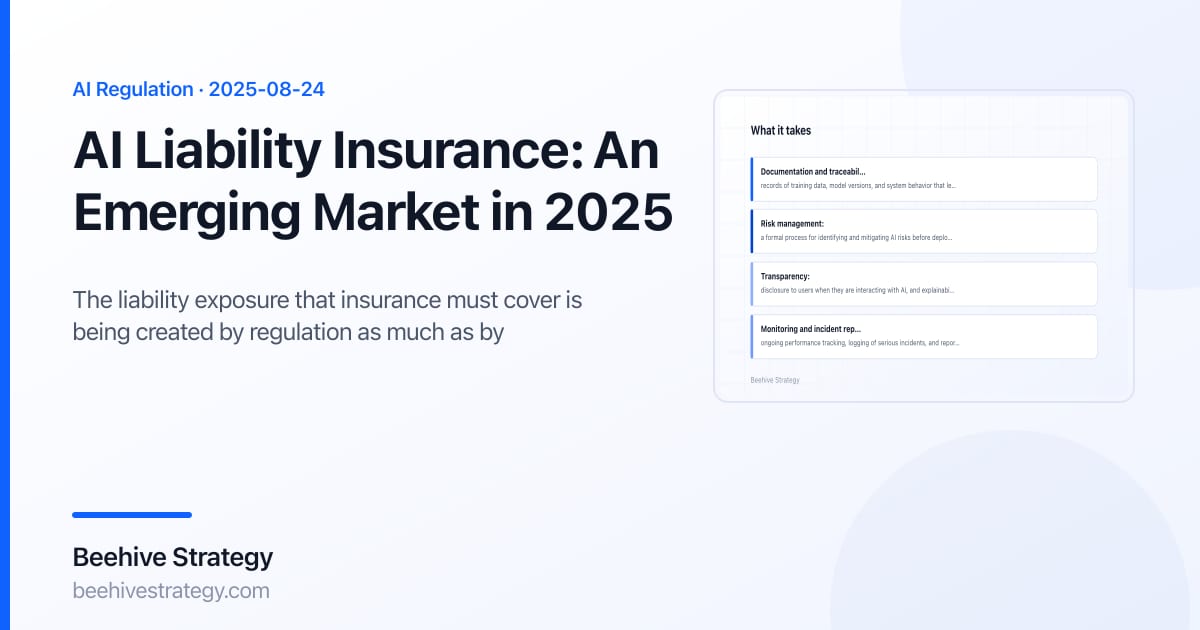 AI Regulation · 2025-08-24
AI Liability Insurance: An
Emerging Market in 2025
The liability exposure that insurance must cover is
being created by regulation as much as by
Beehive Strategy
beehivestrategy.com
What it takes
Documentation and traceabil...
records of training data, model versions, and system behavior that le...
Risk management:
a formal process for identifying and mitigating AI risks before deplo...
Transparency:
disclosure to users when they are interacting with AI, and explainabi...
Monitoring and incident rep...
ongoing performance tracking, logging of serious incidents, and repor...
Beehive Strategy